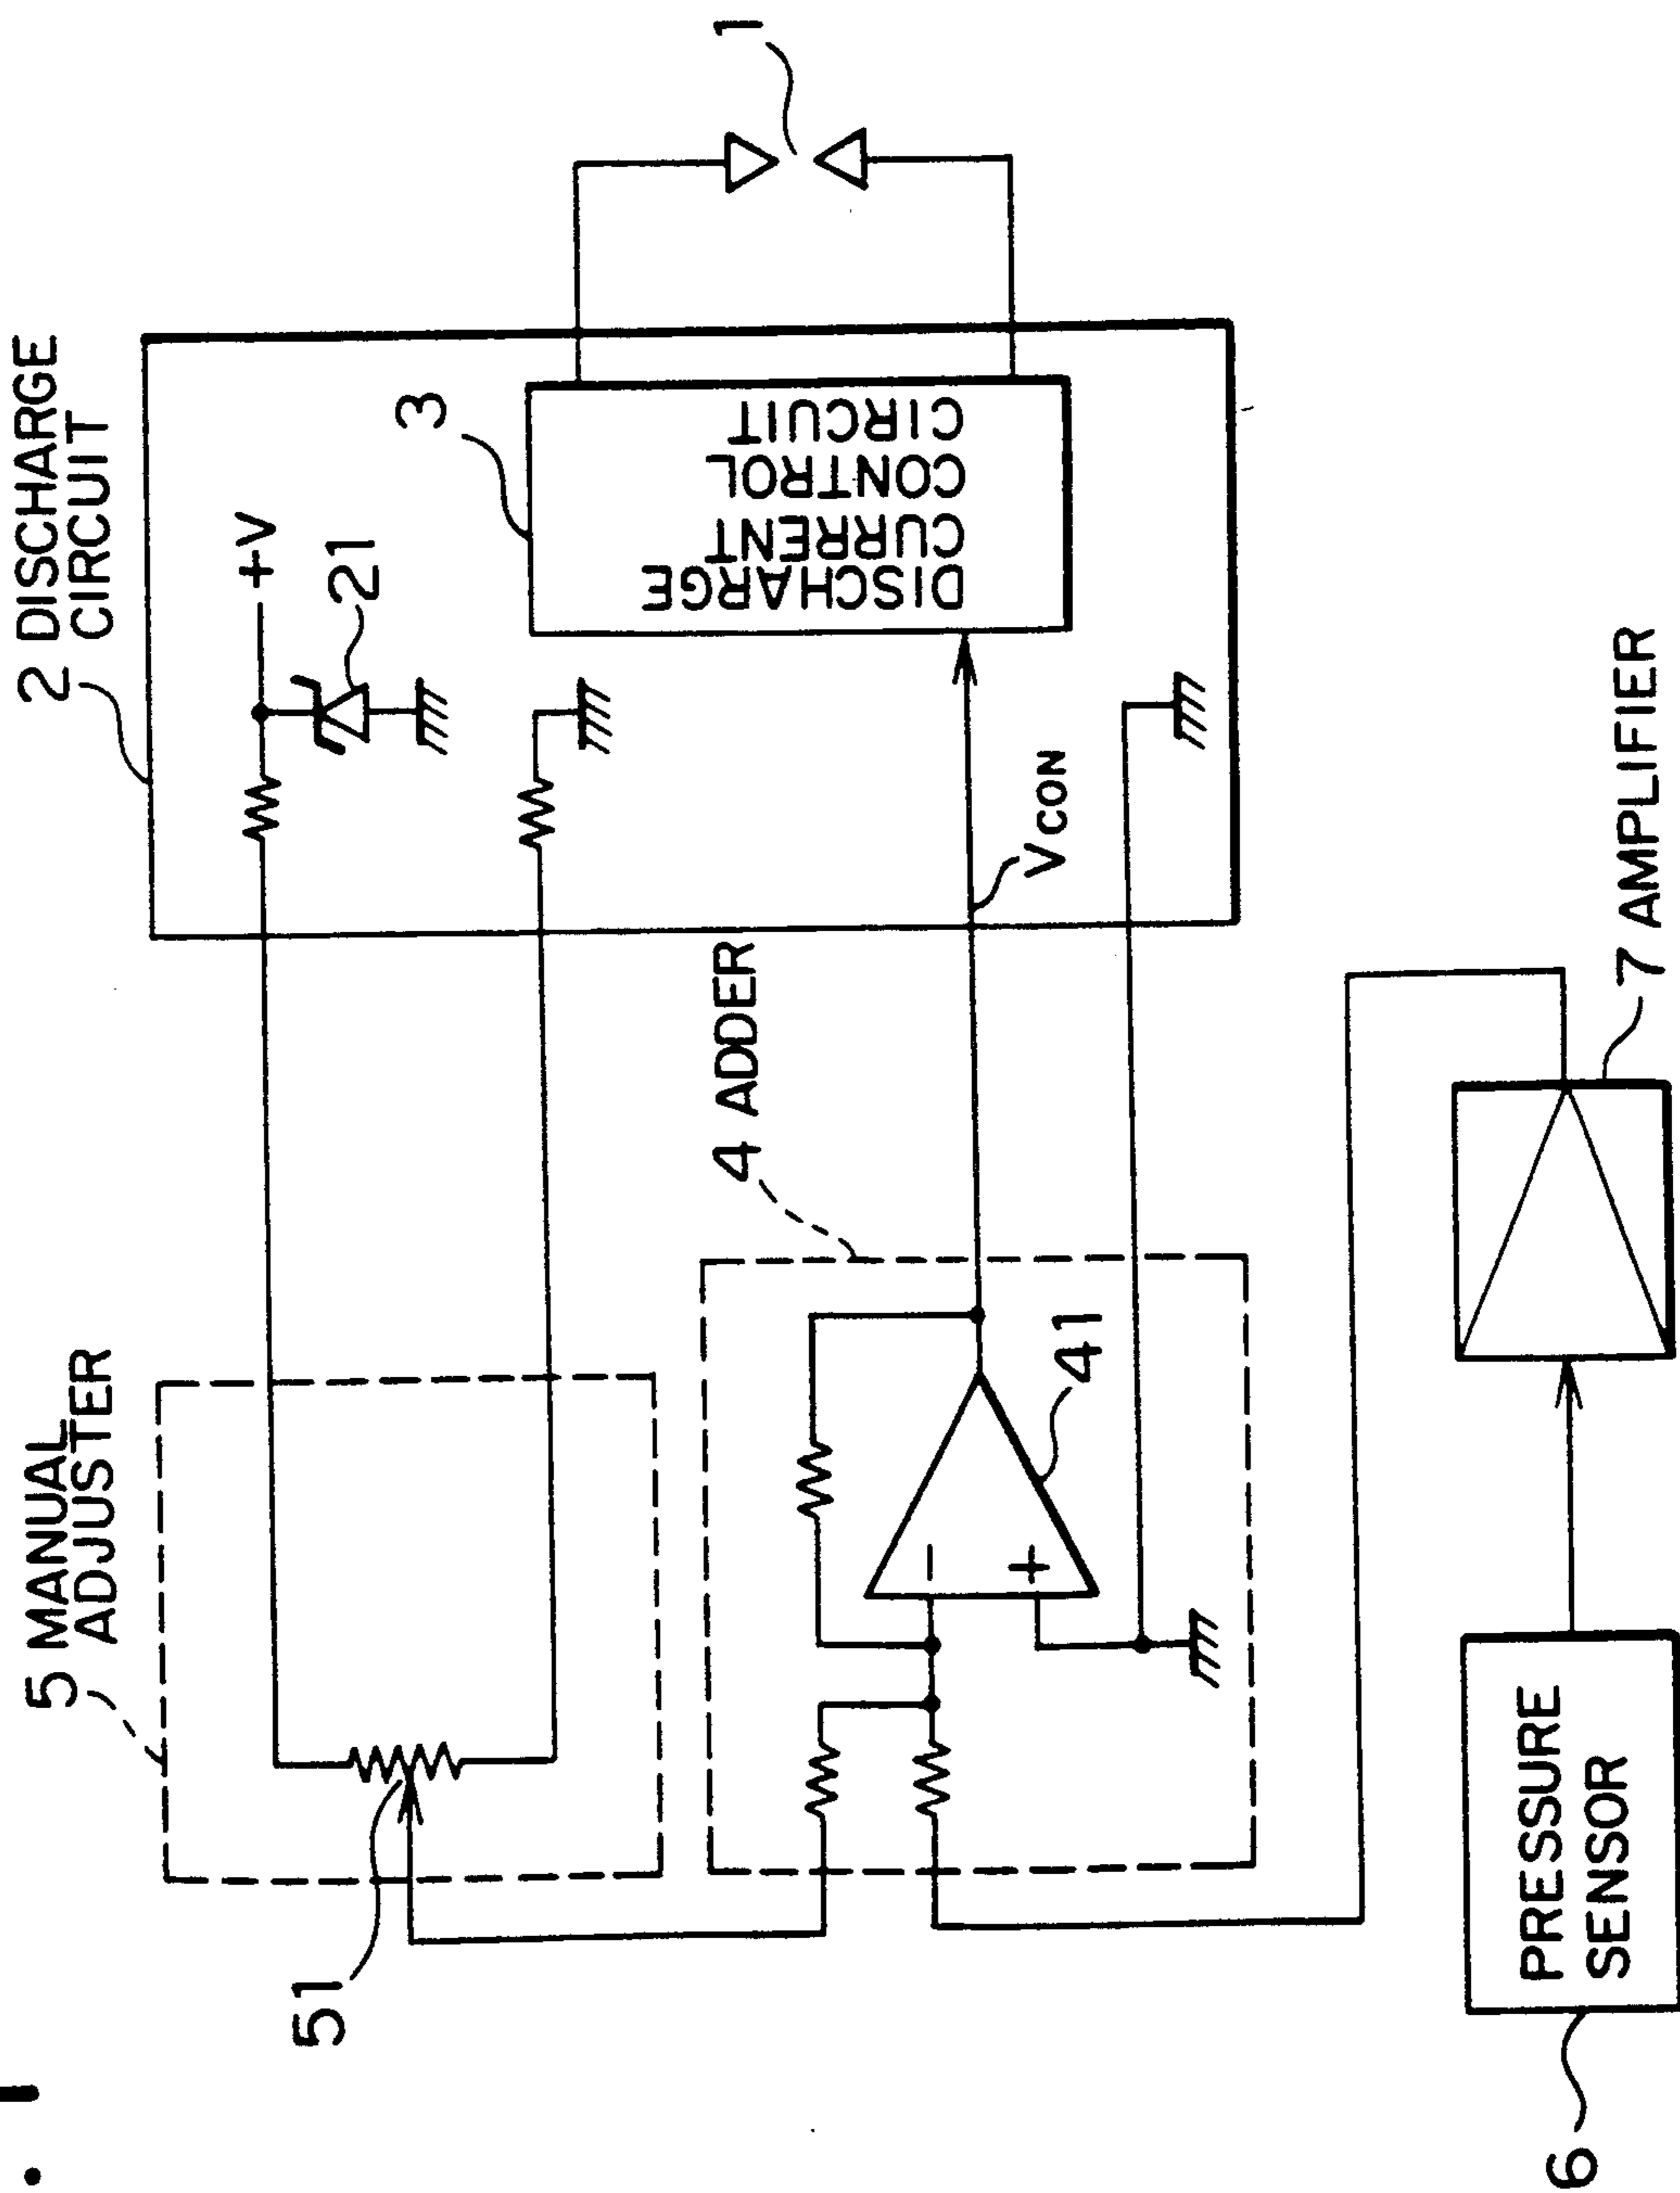 2 DISCHARGE
CIRCUIT
+V
21
3
DISCHARGE
CURRENT
CONTROL
CIRCUIT
1
VCON
5 MANUAL
ADJUSTER
51
4 ADDER
−
+
41
7 AMPLIFIER
PRESSURE
SENSOR
6